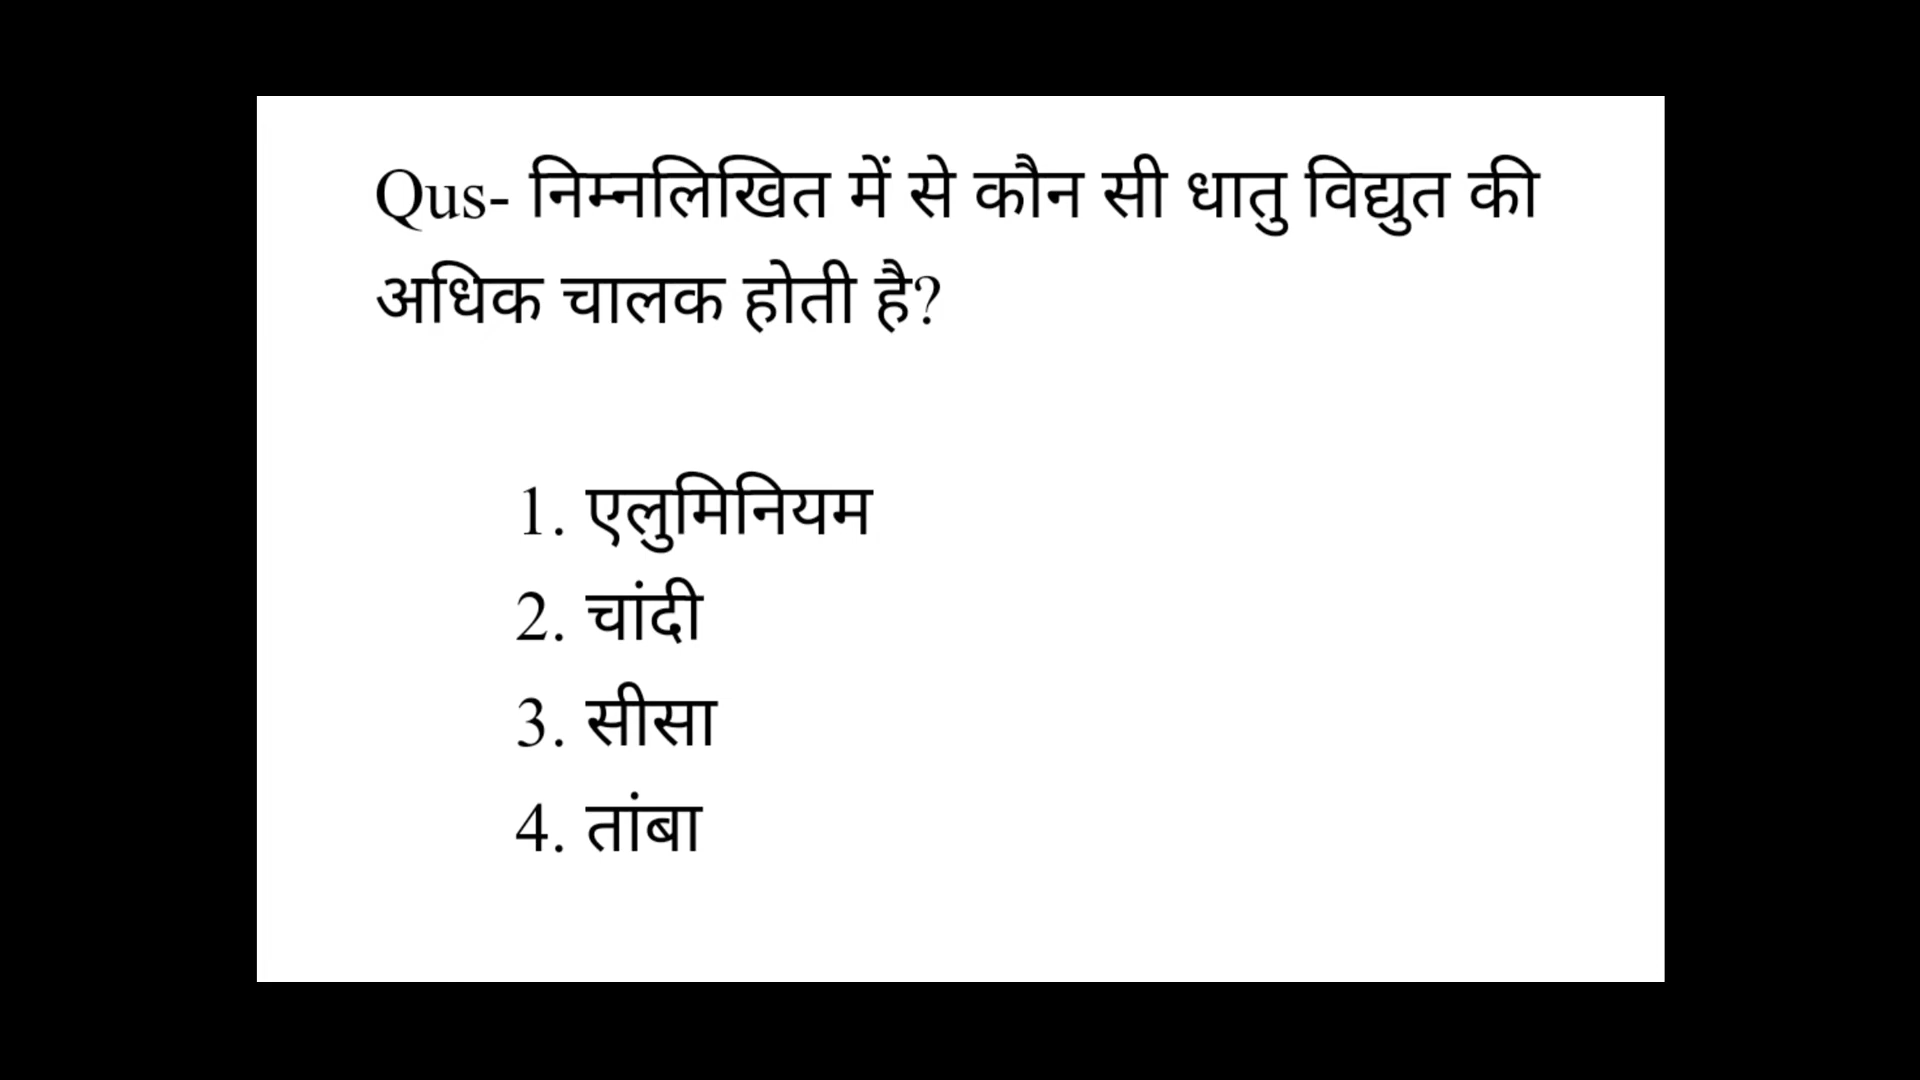 Qus- निम्नलिखित में से कौन सी धातु विद्युत की
अधिक चालक होती है?
1. एलुमिनियम
2. चांदी
3. सीसा
4. तांबा